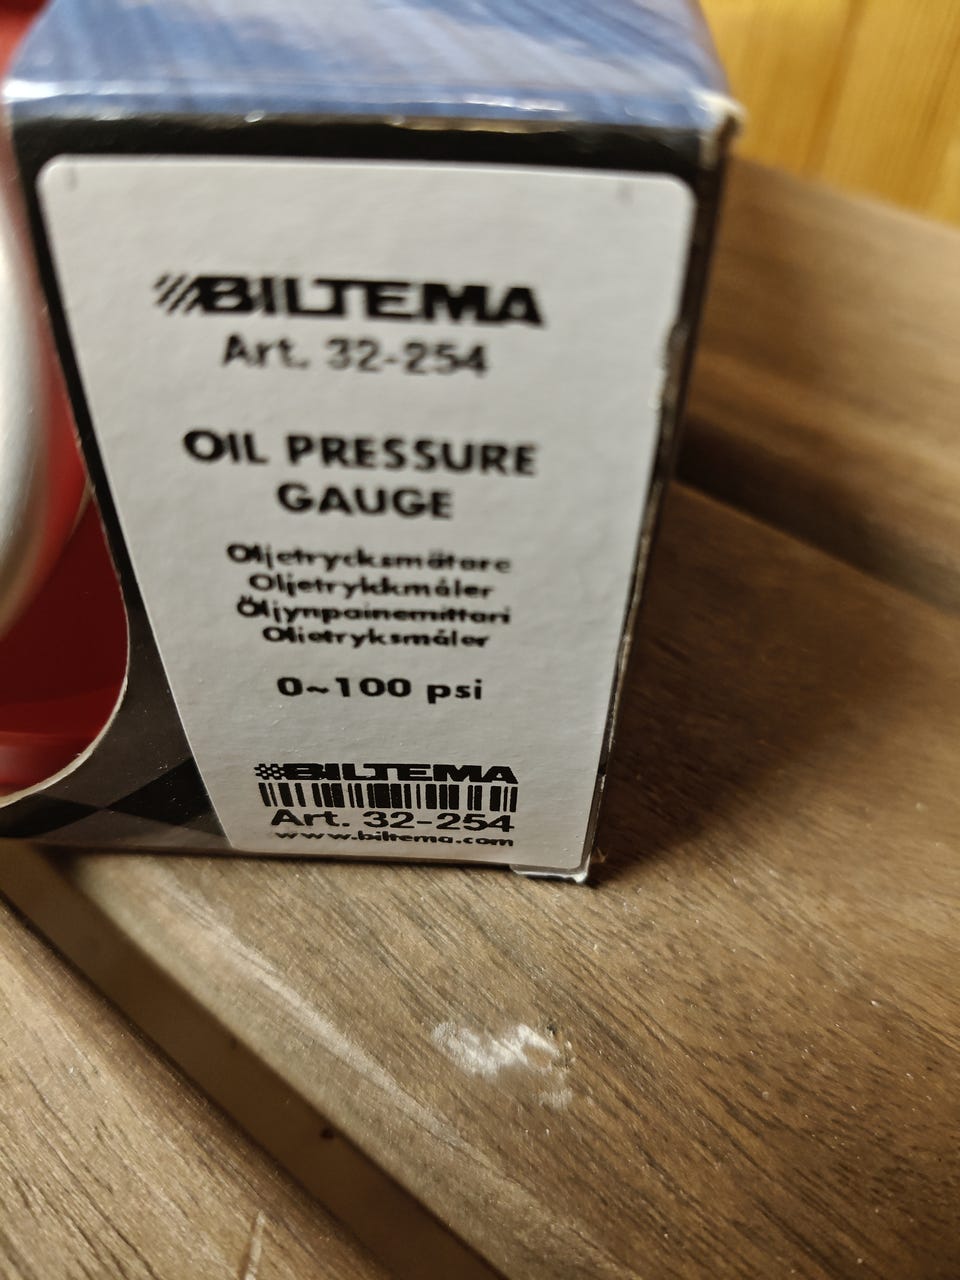 BILTEMA
Art. 32-254
OIL PRESSURE
GAUGE
Oljetrycksmätare
Oljetrykkmåler
Öljynpainemittari
Olietryksmåler
0~100 psi
BILTEMA
Art. 32-254
www.biltema.com